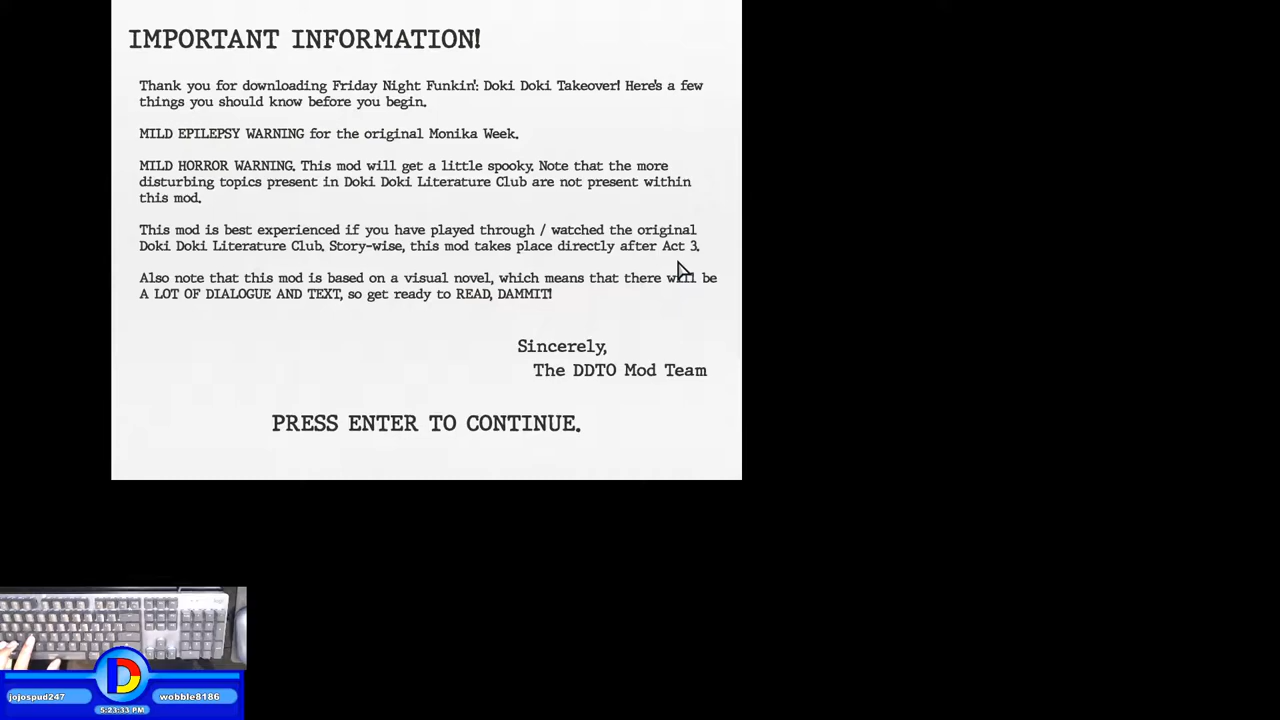 IMPORTANT INFORMATION!
Thank you for downloading Friday Night Funkin': Doki Doki Takeover! Here's a few
things you should know before you begin.
MILD EPILEPSY WARNING for the original Monika Week.
MILD HORROR WARNING. This mod will get a little spooky. Note that the more
disturbing topics present in Doki Doki Literature Club are not present within
this mod.
This mod is best experienced if you have played through / watched the original
Doki Doki Literature Club. Story-wise, this mod takes place directly after Act 3.
Also note that this mod is based on a visual novel, which means that there will be
A LOT OF DIALOGUE AND TEXT, so get ready to READ, DAMMIT!
Sincerely,
The DDTO Mod Team
PRESS ENTER TO CONTINUE.
D
jojospud247
wobble8186
5:23:33 PM